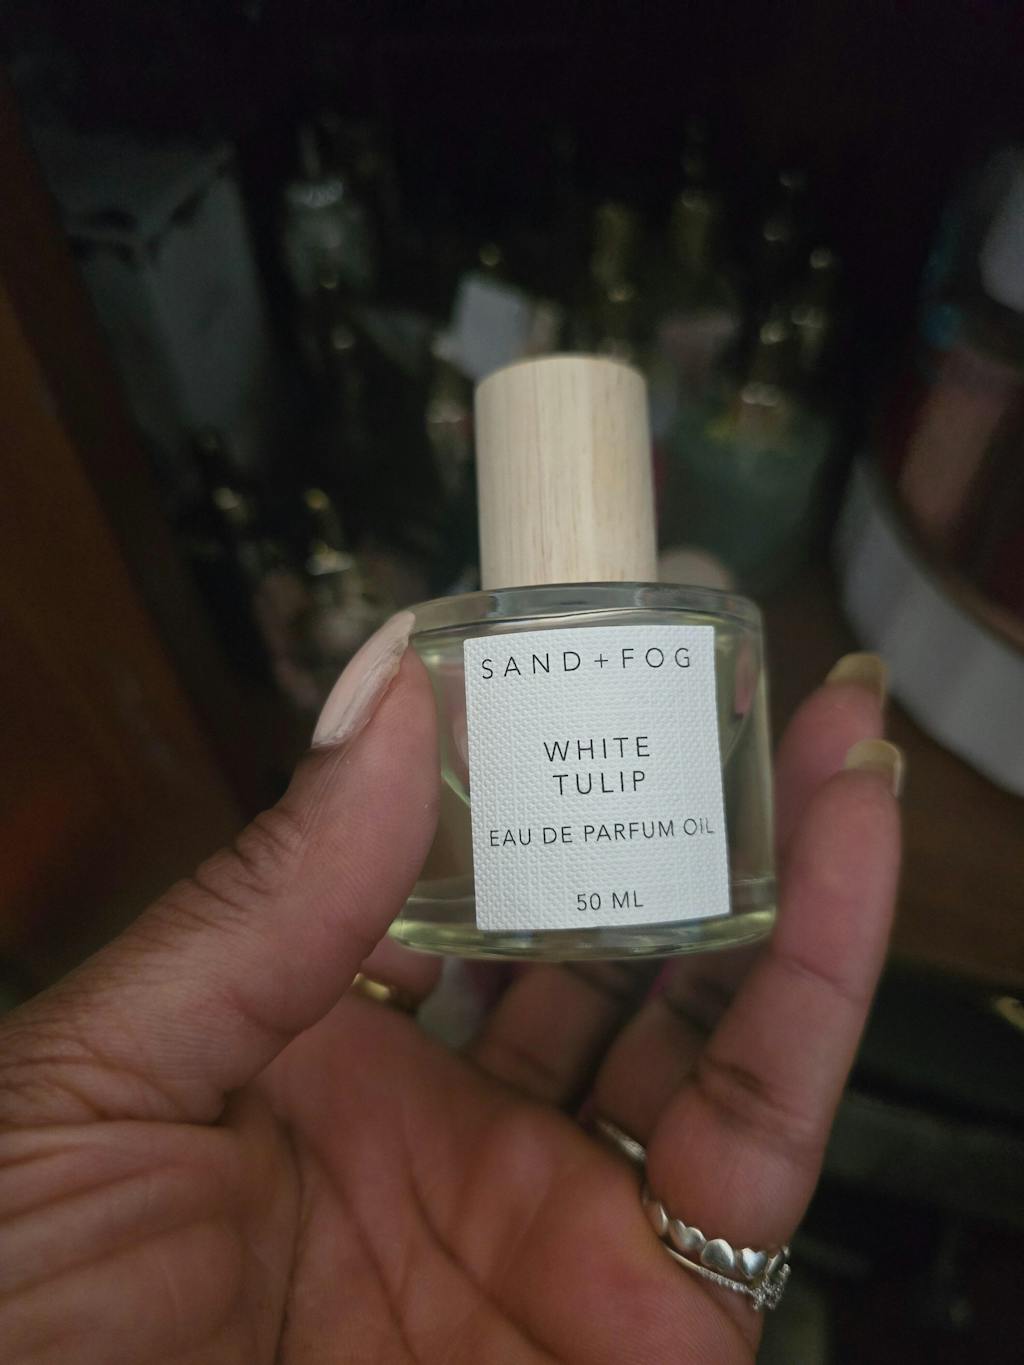 SAND+FOG
WHITE
TULIP
EAU DE PARFUM OIL
50 ML